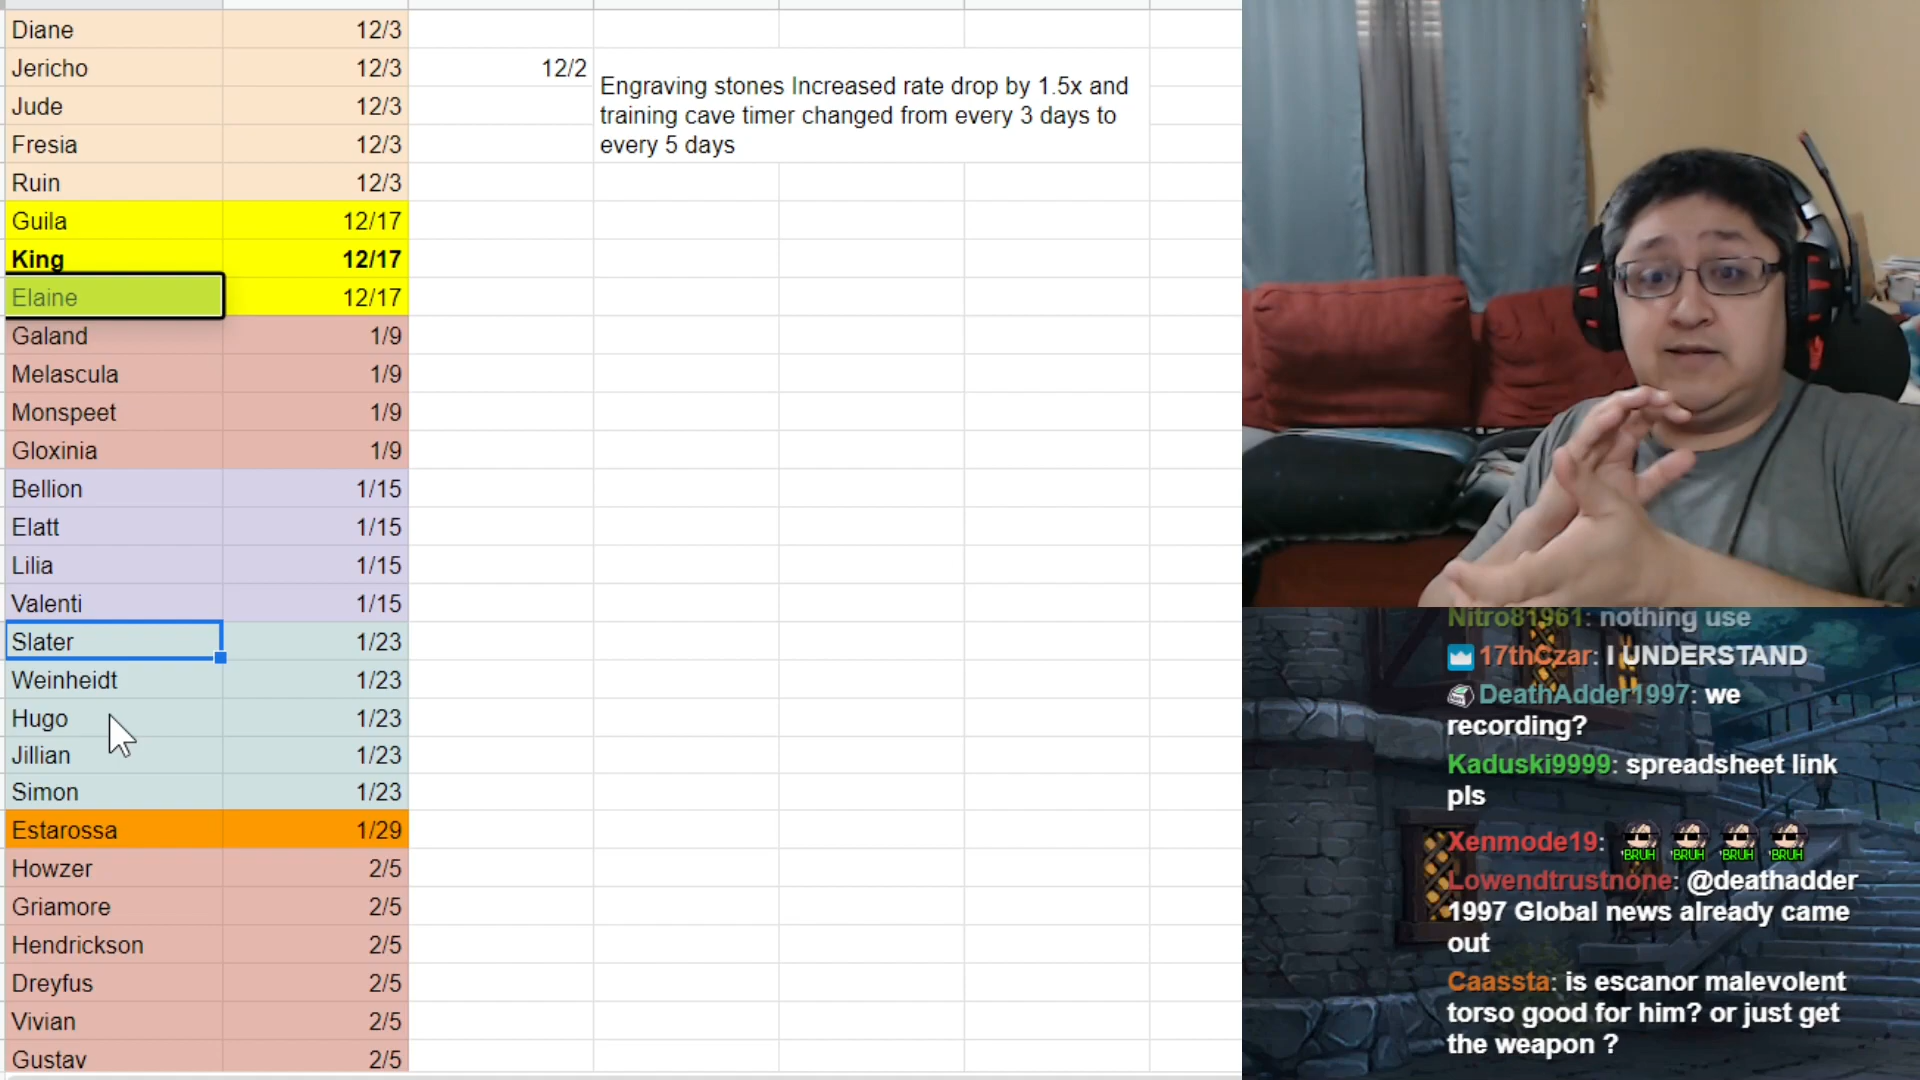 Diane 12/3
Jericho 12/3 12/2
Engraving stones Increased rate drop by 1.5x and
training cave timer changed from every 3 days to
every 5 days
Jude 12/3
Fresia 12/3
Ruin 12/3
Guila 12/17
King 12/17
Elaine 12/17
Galand 1/9
Melascula 1/9
Monspeet 1/9
Gloxinia 1/9
Bellion 1/15
Elatt 1/15
Lilia 1/15
Valenti 1/15
Slater 1/23
Weinheidt 1/23
Hugo 1/23
Jillian 1/23
Simon 1/23
Estarossa 1/29
Howzer 2/5
Griamore 2/5
Hendrickson 2/5
Dreyfus 2/5
Vivian 2/5
Gustav 2/5
Nitro81961: nothing use
17thCzar: I UNDERSTAND
DeathAdder1997: we
recording?
Kaduski9999: spreadsheet link
pls
Xenmode19: BRUH BRUH BRUH BRUH
Lowendtrustnone: @deathadder
1997 Global news already came
out
Caassta: is escanor malevolent
torso good for him? or just get
the weapon ?